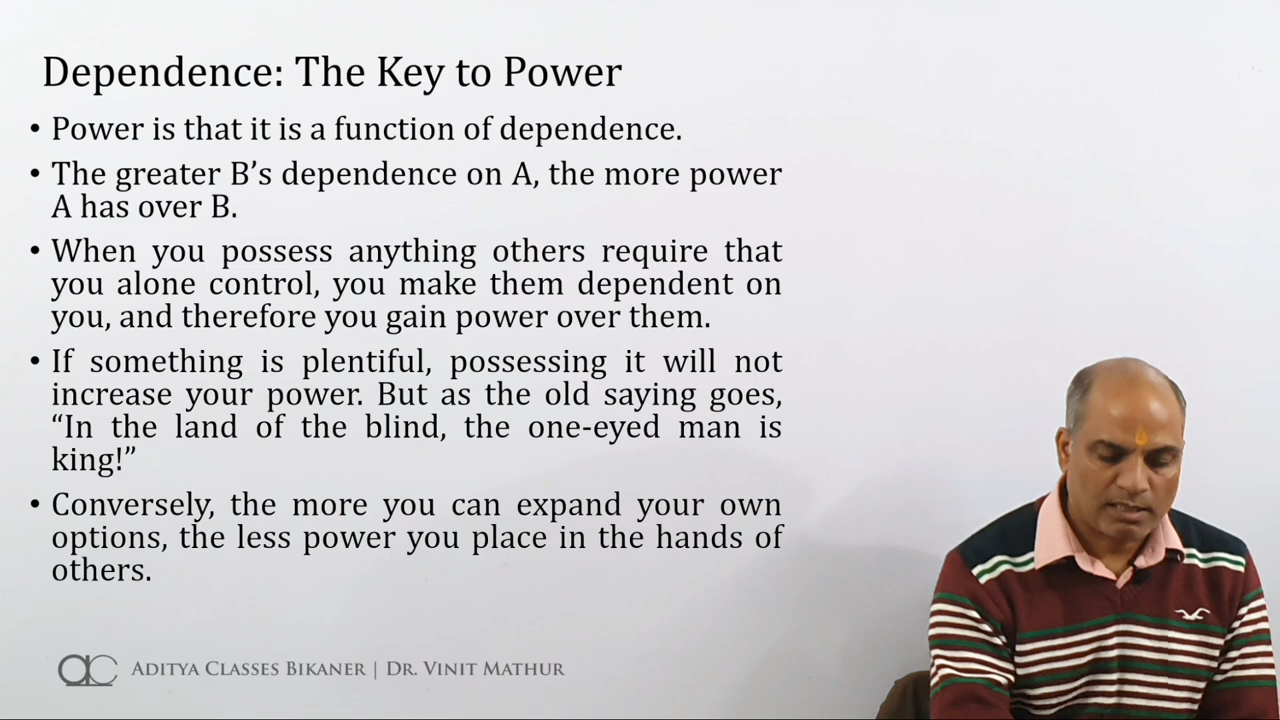 Dependence: The Key to Power
• Power is that it is a function of dependence.
• The greater B’s dependence on A, the more power
A has over B.
• When you possess anything others require that
you alone control, you make them dependent on
you, and therefore you gain power over them.
• If something is plentiful, possessing it will not
increase your power. But as the old saying goes,
“In the land of the blind, the one-eyed man is
king!”
• Conversely, the more you can expand your own
options, the less power you place in the hands of
others.
ac ADITYA CLASSES BIKANER | DR. VINIT MATHUR